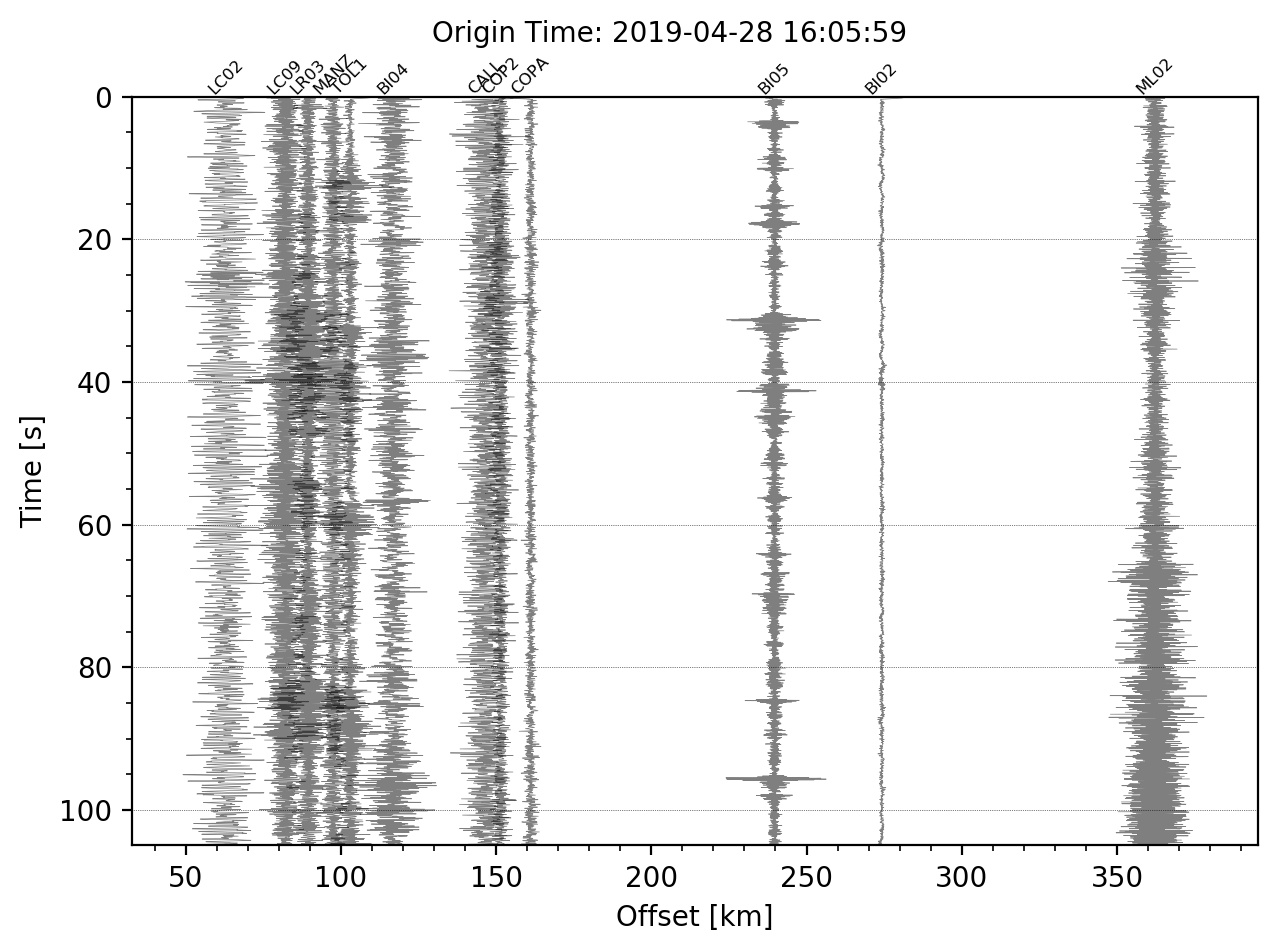 Origin Time: 2019-04-28 16:05:59
LC02 LC09 LR03 MANZ TOL1 BI04 CALL COP2 COPA BI05 BI02 ML02
0
20
40
60
80
100
Time [s]
50 100 150 200 250 300 350
Offset [km]